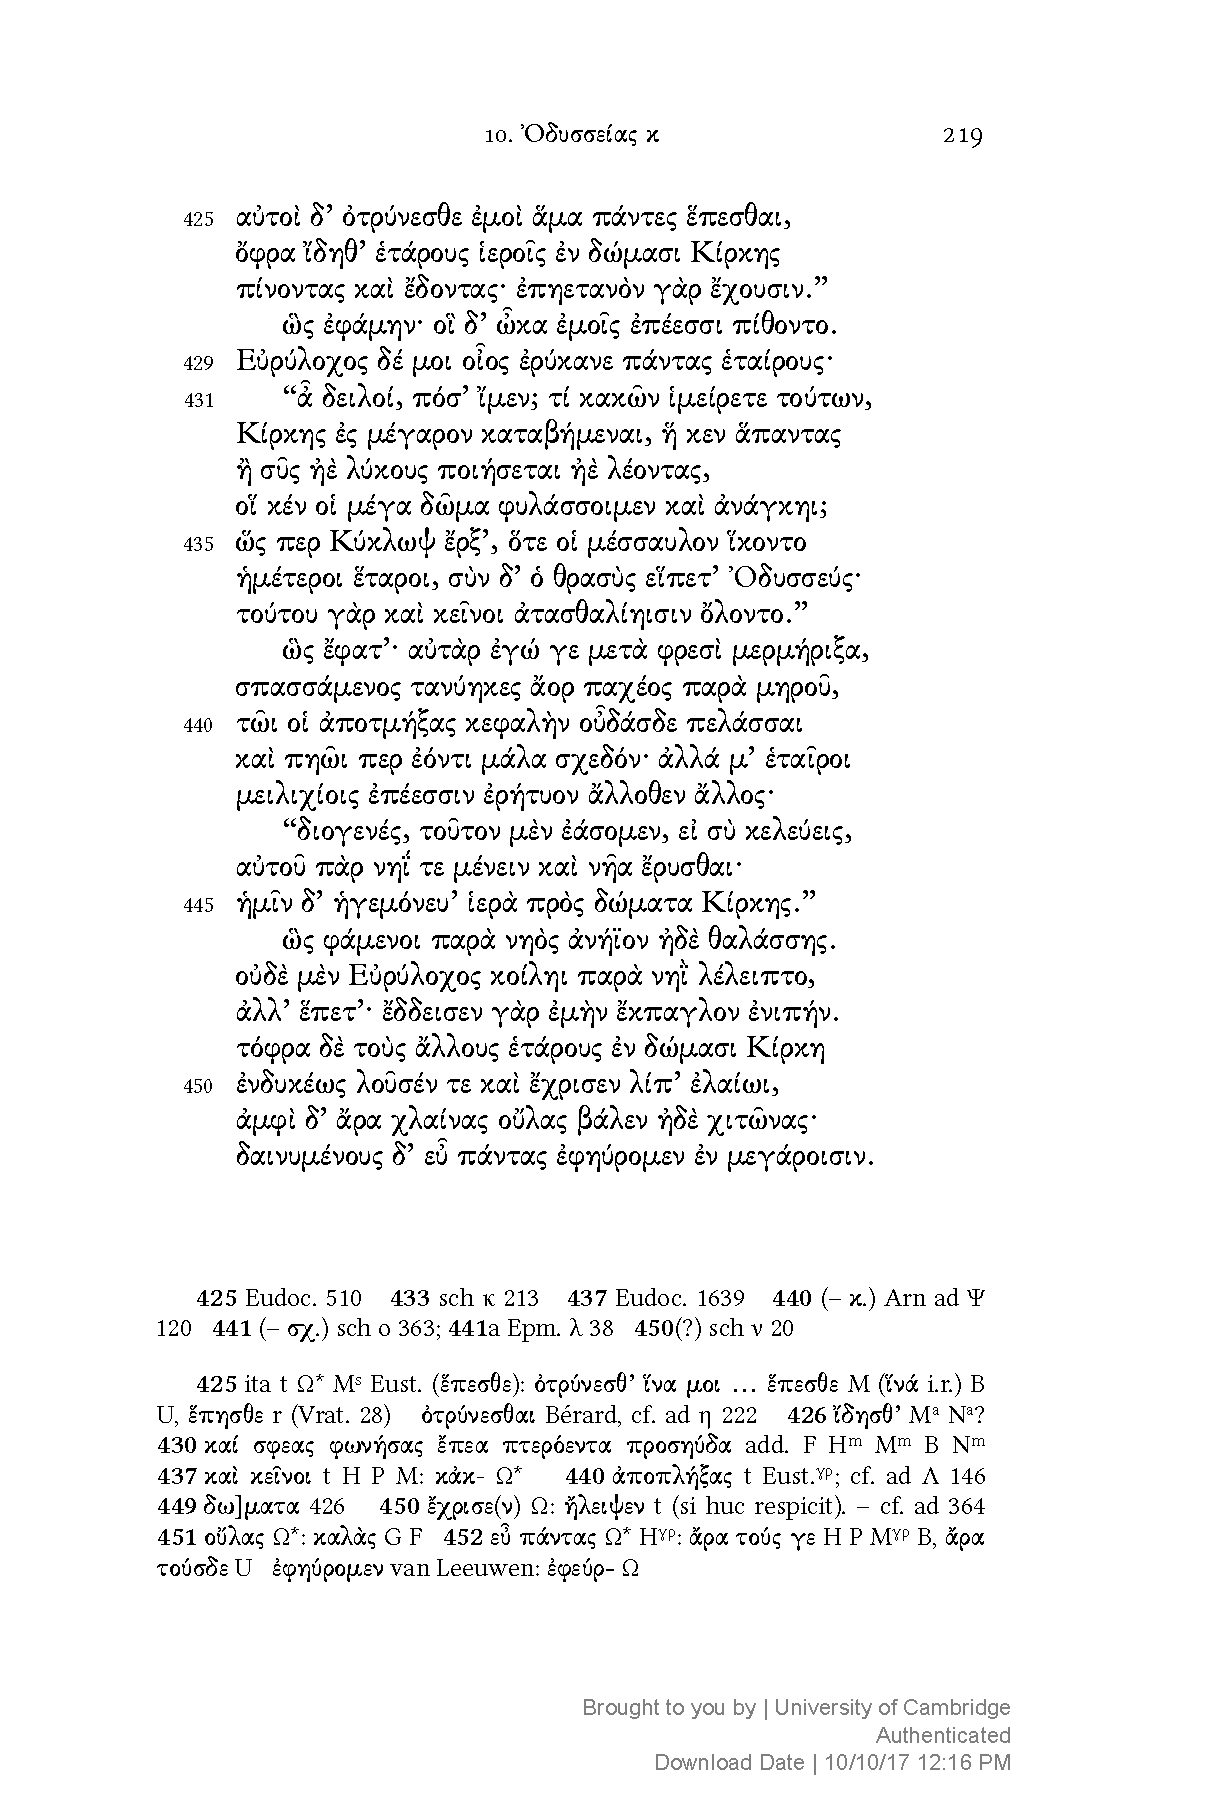 10. Ὀδυσσείας κ 219
425 αὐτοὶ δ’ ὀτρύνεσθε ἐμοὶ ἅμα πάντες ἕπεσθαι,
ὄφρα ἴδηθ’ ἑτάρους ἱεροῖς ἐν δώμασι Κίρκης
πίνοντας καὶ ἔδοντας· ἐπηετανὸν γὰρ ἔχουσιν.”
ὣς ἐφάμην· οἳ δ’ ὦκα ἐμοῖς ἐπέεσσι πίθοντο.
429 Εὐρύλοχος δέ μοι οἶος ἐρύκανε πάντας ἑταίρους·
431 “ἆ δειλοί, πόσ’ ἴμεν; τί κακῶν ἱμείρετε τούτων,
Κίρκης ἐς μέγαρον καταβήμεναι, ἥ κεν ἅπαντας
ἢ σῦς ἠὲ λύκους ποιήσεται ἠὲ λέοντας,
οἵ κέν οἱ μέγα δῶμα φυλάσσοιμεν καὶ ἀνάγκηι;
435 ὥς περ Κύκλωψ ἔρξ’, ὅτε οἱ μέσσαυλον ἵκοντο
ἡμέτεροι ἕταροι, σὺν δ’ ὁ θρασὺς εἵπετ’ Ὀδυσσεύς·
τούτου γὰρ καὶ κεῖνοι ἀτασθαλίηισιν ὄλοντο.”
ὣς ἔφατ’· αὐτὰρ ἐγώ γε μετὰ φρεσὶ μερμήριξα,
σπασσάμενος τανύηκες ἄορ παχέος παρὰ μηροῦ,
440 τῶι οἱ ἀποτμήξας κεφαλὴν οὖδάσδε πελάσσαι
καὶ πηῶι περ ἐόντι μάλα σχεδόν· ἀλλά μ’ ἑταῖροι
μειλιχίοις ἐπέεσσιν ἐρήτυον ἄλλοθεν ἄλλος·
“διογενές, τοῦτον μὲν ἐάσομεν, εἰ σὺ κελεύεις,
αὐτοῦ πὰρ νηΐ τε μένειν καὶ νῆα ἔρυσθαι·
445 ἡμῖν δ’ ἡγεμόνευ’ ἱερὰ πρὸς δώματα Κίρκης.”
ὣς φάμενοι παρὰ νηὸς ἀνήϊον ἠδὲ θαλάσσης.
οὐδὲ μὲν Εὐρύλοχος κοίληι παρὰ νηῒ λέλειπτο,
ἀλλ’ ἕπετ’· ἔδδεισεν γὰρ ἐμὴν ἔκπαγλον ἐνιπήν.
τόφρα δὲ τοὺς ἄλλους ἑτάρους ἐν δώμασι Κίρκη
450 ἐνδυκέως λοῦσέν τε καὶ ἔχρισεν λίπ’ ἐλαίωι,
ἀμφὶ δ’ ἄρα χλαίνας οὔλας βάλεν ἠδὲ χιτῶνας·
δαινυμένους δ’ εὖ πάντας ἐφηύρομεν ἐν μεγάροισιν.
425 Eudoc. 510 433 sch κ 213 437 Eudoc. 1639 440 (– κ.) Arn ad Ψ
120 441 (– σχ.) sch ο 363; 441a Epm. λ 38 450(?) sch ν 20
425 ita t Ω* Mˢ Eust. (ἕπεσθε): ὀτρύνεσθ’ ἵνα μοι … ἕπεσθε M (ἵνά i.r.) B
U, ἕπησθε r (Vrat. 28) ὀτρύνεσθαι Bérard, cf. ad η 222 426 ἴδησθ’ Mᵃ Nᵃ?
430 καί σφεας φωνήσας ἔπεα πτερόεντα προσηύδα add. F Hᵐ Mᵐ B Nᵐ
437 καὶ κεῖνοι t H P M: κἀκ- Ω* 440 ἀποπλήξας t Eust.ᵞᵖ; cf. ad Λ 146
449 δω]ματα 426 450 ἔχρισε(ν) Ω: ἤλειψεν t (si huc respicit). – cf. ad 364
451 οὔλας Ω*: καλὰς G F 452 εὖ πάντας Ω* Hᵞᵖ: ἄρα τούς γε H P Mᵞᵖ B, ἄρα
τούσδε U ἐφηύρομεν van Leeuwen: ἐφεύρ- Ω
Brought to you by | University of Cambridge
Authenticated
Download Date | 10/10/17 12:16 PM